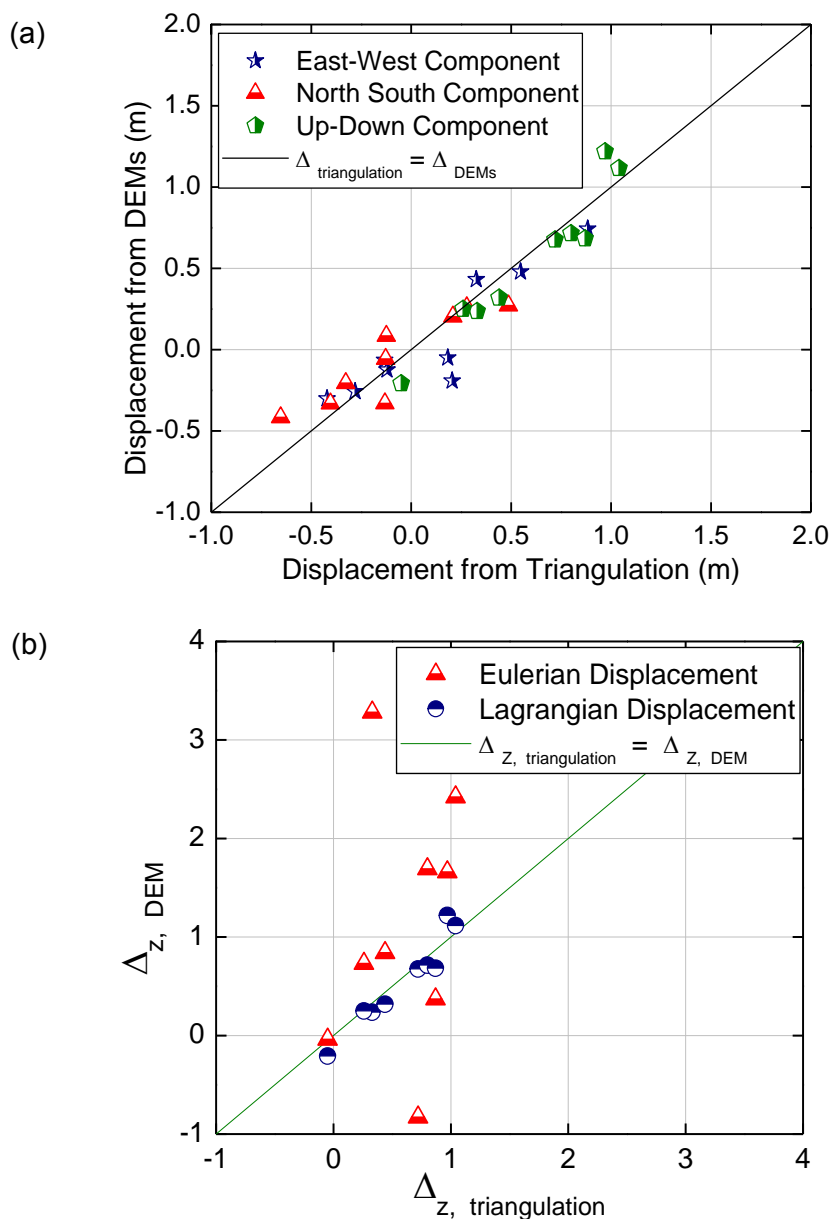 (a)
2.0
1.5
1.0
0.5
0.0
-0.5
-1.0
Displacement from DEMs (m)
East-West Component
North South Component
Up-Down Component
Δ triangulation = Δ DEMs
-1.0 -0.5 0.0 0.5 1.0 1.5 2.0
Displacement from Triangulation (m)
(b)
4
3
2
1
0
-1
Δz, DEM
Eulerian Displacement
Lagrangian Displacement
Δ Z, triangulation = Δ Z, DEM
-1 0 1 2 3 4
Δz, triangulation